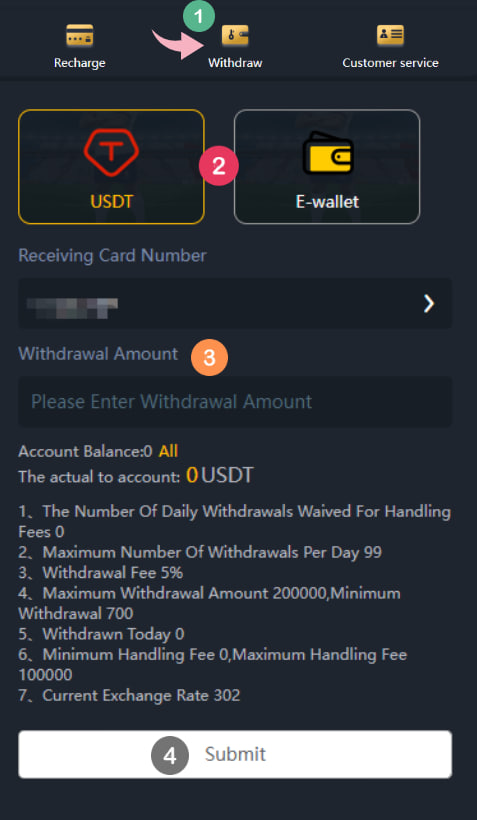 1
Recharge
Withdraw
Customer service
2
USDT
E-wallet
Receiving Card Number
Withdrawal Amount
3
Please Enter Withdrawal Amount
Account Balance:0 All
The actual to account: 0 USDT
1、The Number Of Daily Withdrawals Waived For Handling
Fees 0
2、Maximum Number Of Withdrawals Per Day 99
3、Withdrawal Fee 5%
4、Maximum Withdrawal Amount 200000,Minimum
Withdrawal 700
5、Withdrawn Today 0
6、Minimum Handling Fee 0,Maximum Handling Fee
100000
7、Current Exchange Rate 302
4
Submit